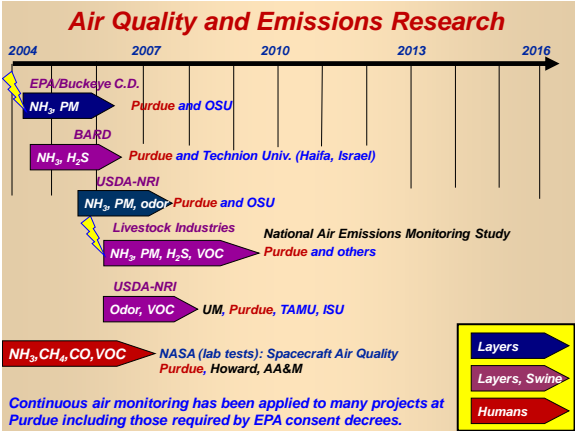 Air Quality and Emissions Research
2004 2007 2010 2013 2016
EPA/Buckeye C.D.
NH₃, PM Purdue and OSU
BARD
NH₃, H₂S Purdue and Technion Univ. (Haifa, Israel)
USDA-NRI
NH₃, PM, odor Purdue and OSU
Livestock Industries
National Air Emissions Monitoring Study
NH₃, PM, H₂S, VOC Purdue and others
USDA-NRI
Odor, VOC UM, Purdue, TAMU, ISU
NH₃,CH₄,CO,VOC NASA (lab tests): Spacecraft Air Quality
Purdue, Howard, AA&M
Layers
Layers, Swine
Humans
Continuous air monitoring has been applied to many projects at
Purdue including those required by EPA consent decrees.